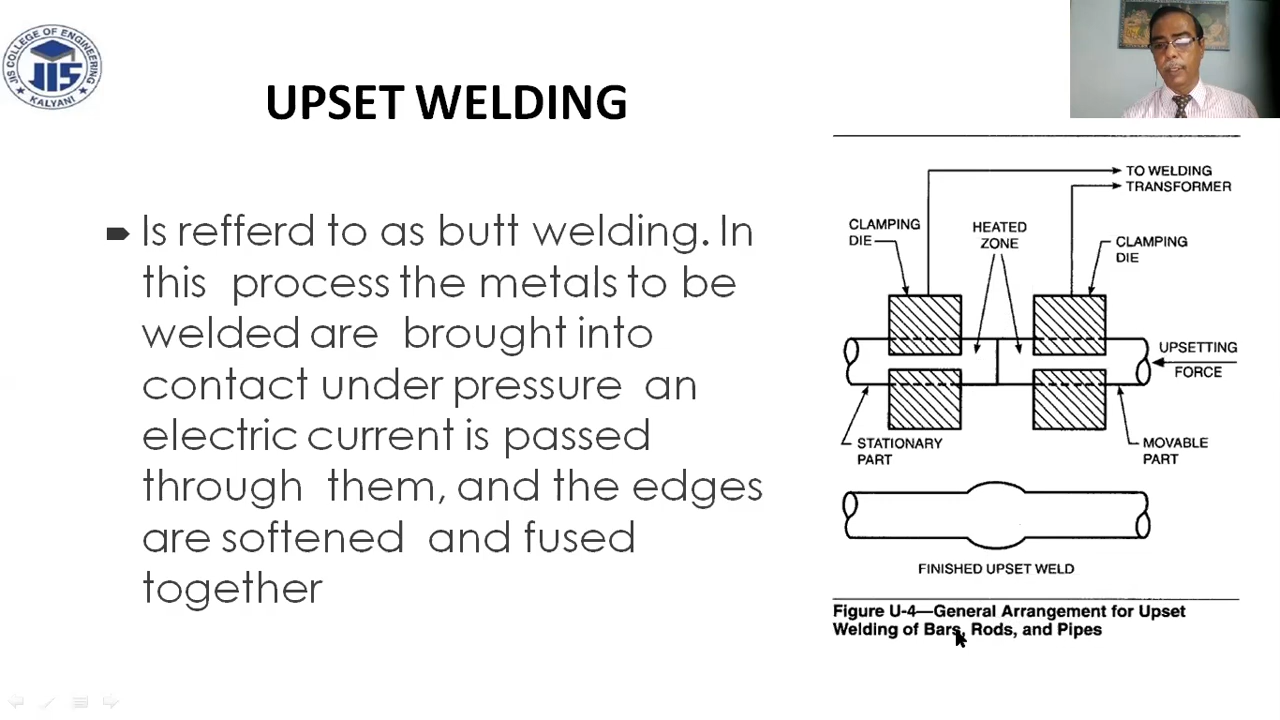 JIS COLLEGE OF ENGINEERING
JIS
KALYANI
UPSET WELDING
Is refferd to as butt welding. In
this process the metals to be
welded are brought into
contact under pressure an
electric current is passed
through them, and the edges
are softened and fused
together
TO WELDING
TRANSFORMER
CLAMPING
DIE
HEATED
ZONE
CLAMPING
DIE
UPSETTING
FORCE
STATIONARY
PART
MOVABLE
PART
FINISHED UPSET WELD
Figure U-4—General Arrangement for Upset
Welding of Bars, Rods, and Pipes